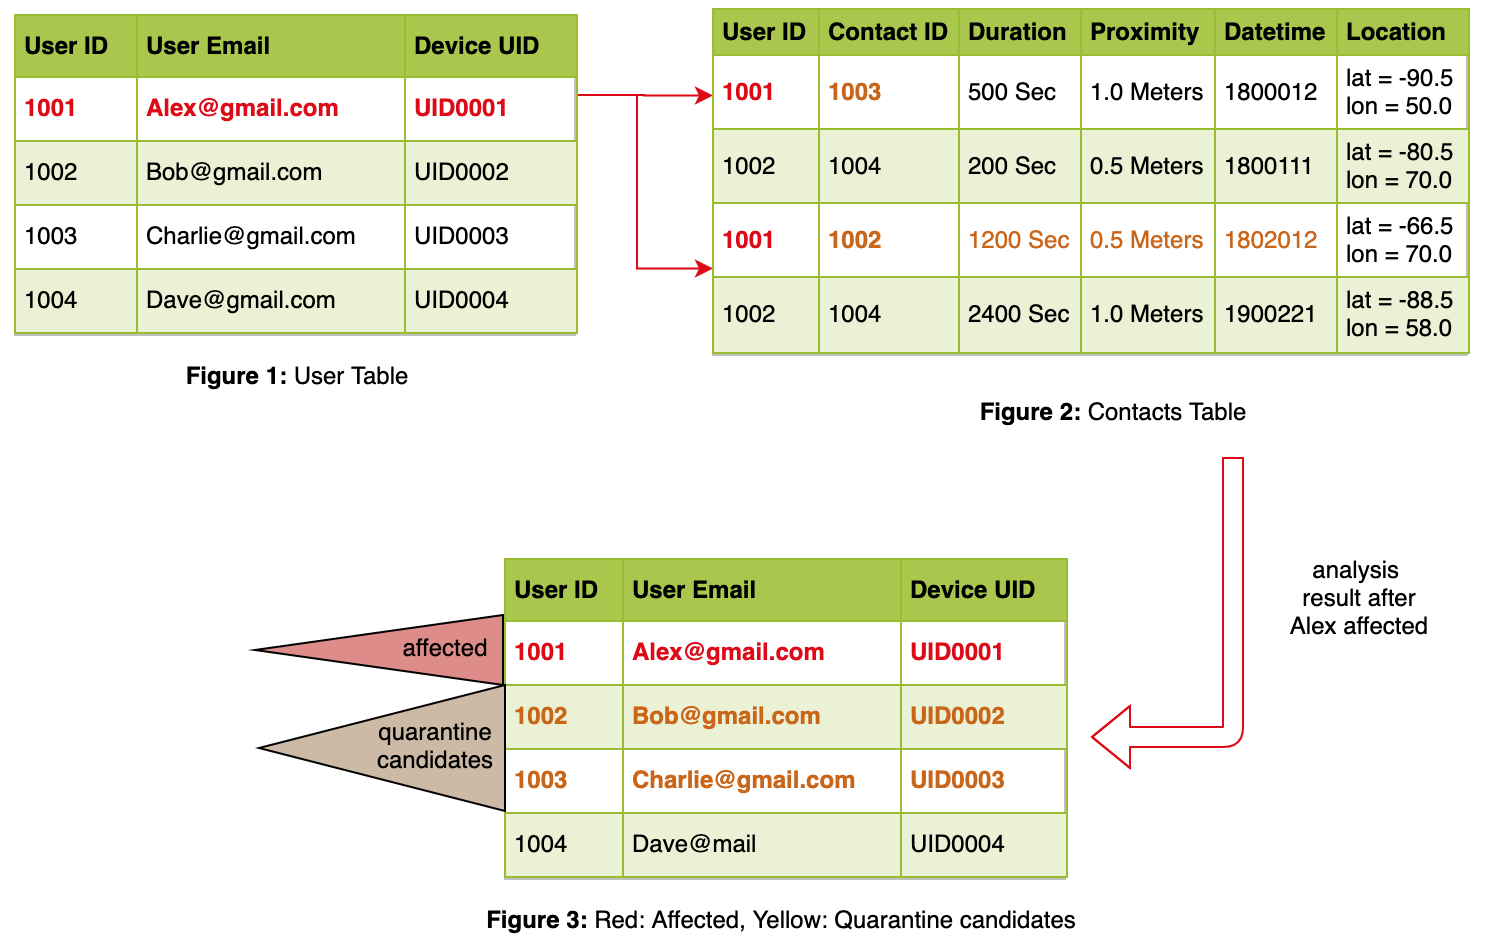 User ID User Email Device UID
1001 Alex@gmail.com UID0001
1002 Bob@gmail.com UID0002
1003 Charlie@gmail.com UID0003
1004 Dave@gmail.com UID0004
Figure 1: User Table
User ID Contact ID Duration Proximity Datetime Location
1001 1003 500 Sec 1.0 Meters 1800012 lat = -90.5
lon = 50.0
1002 1004 200 Sec 0.5 Meters 1800111 lat = -80.5
lon = 70.0
1001 1002 1200 Sec 0.5 Meters 1802012 lat = -66.5
lon = 70.0
1002 1004 2400 Sec 1.0 Meters 1900221 lat = -88.5
lon = 58.0
Figure 2: Contacts Table
analysis
result after
Alex affected
User ID User Email Device UID
affected
1001 Alex@gmail.com UID0001
quarantine
candidates
1002 Bob@gmail.com UID0002
1003 Charlie@gmail.com UID0003
1004 Dave@mail UID0004
Figure 3: Red: Affected, Yellow: Quarantine candidates